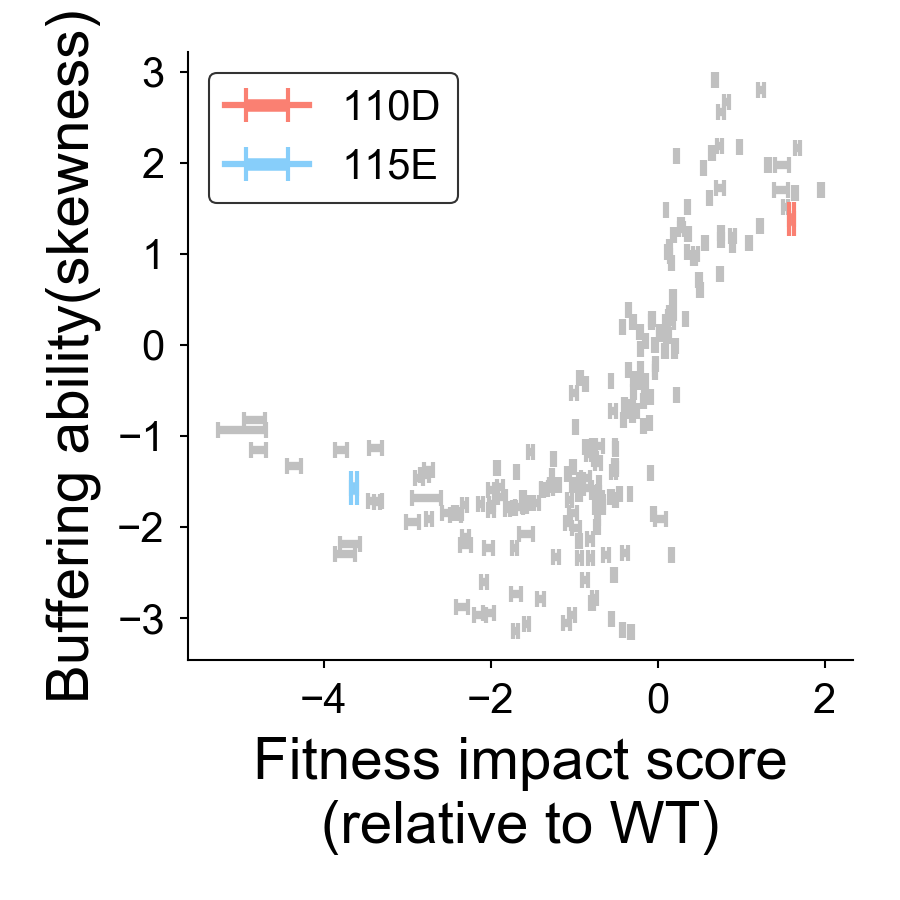 Buffering ability(skewness)
3
2
1
0
−1
−2
−3
110D
115E
−4
−2
0
2
Fitness impact score
(relative to WT)